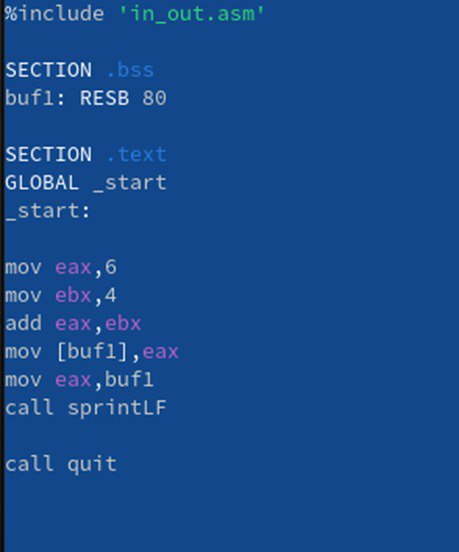 %include 'in_out.asm'
SECTION .bss
buf1: RESB 80
SECTION .text
GLOBAL _start
_start:
mov eax,6
mov ebx,4
add eax,ebx
mov [buf1],eax
mov eax,buf1
call sprintLF
call quit